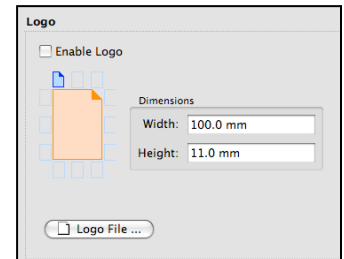 Logo
Enable Logo
Dimensions
Width: 100.0 mm
Height: 11.0 mm
Logo File ...